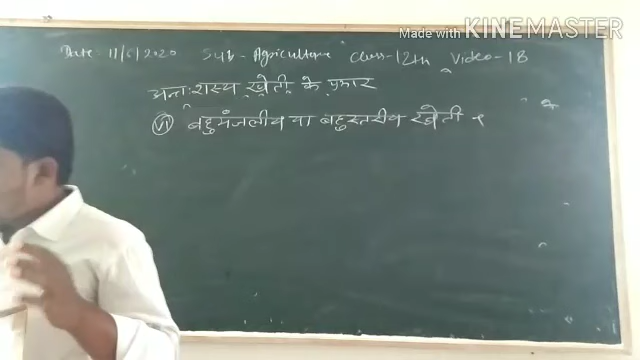 Made with KINEMASTER
Date: 11/6/2020 Sub - Agriculture Class-12th Video-18
अन्तः शस्य खेती के प्रकार
(VI) बहुमंजलीय या बहुस्तरीय खेती